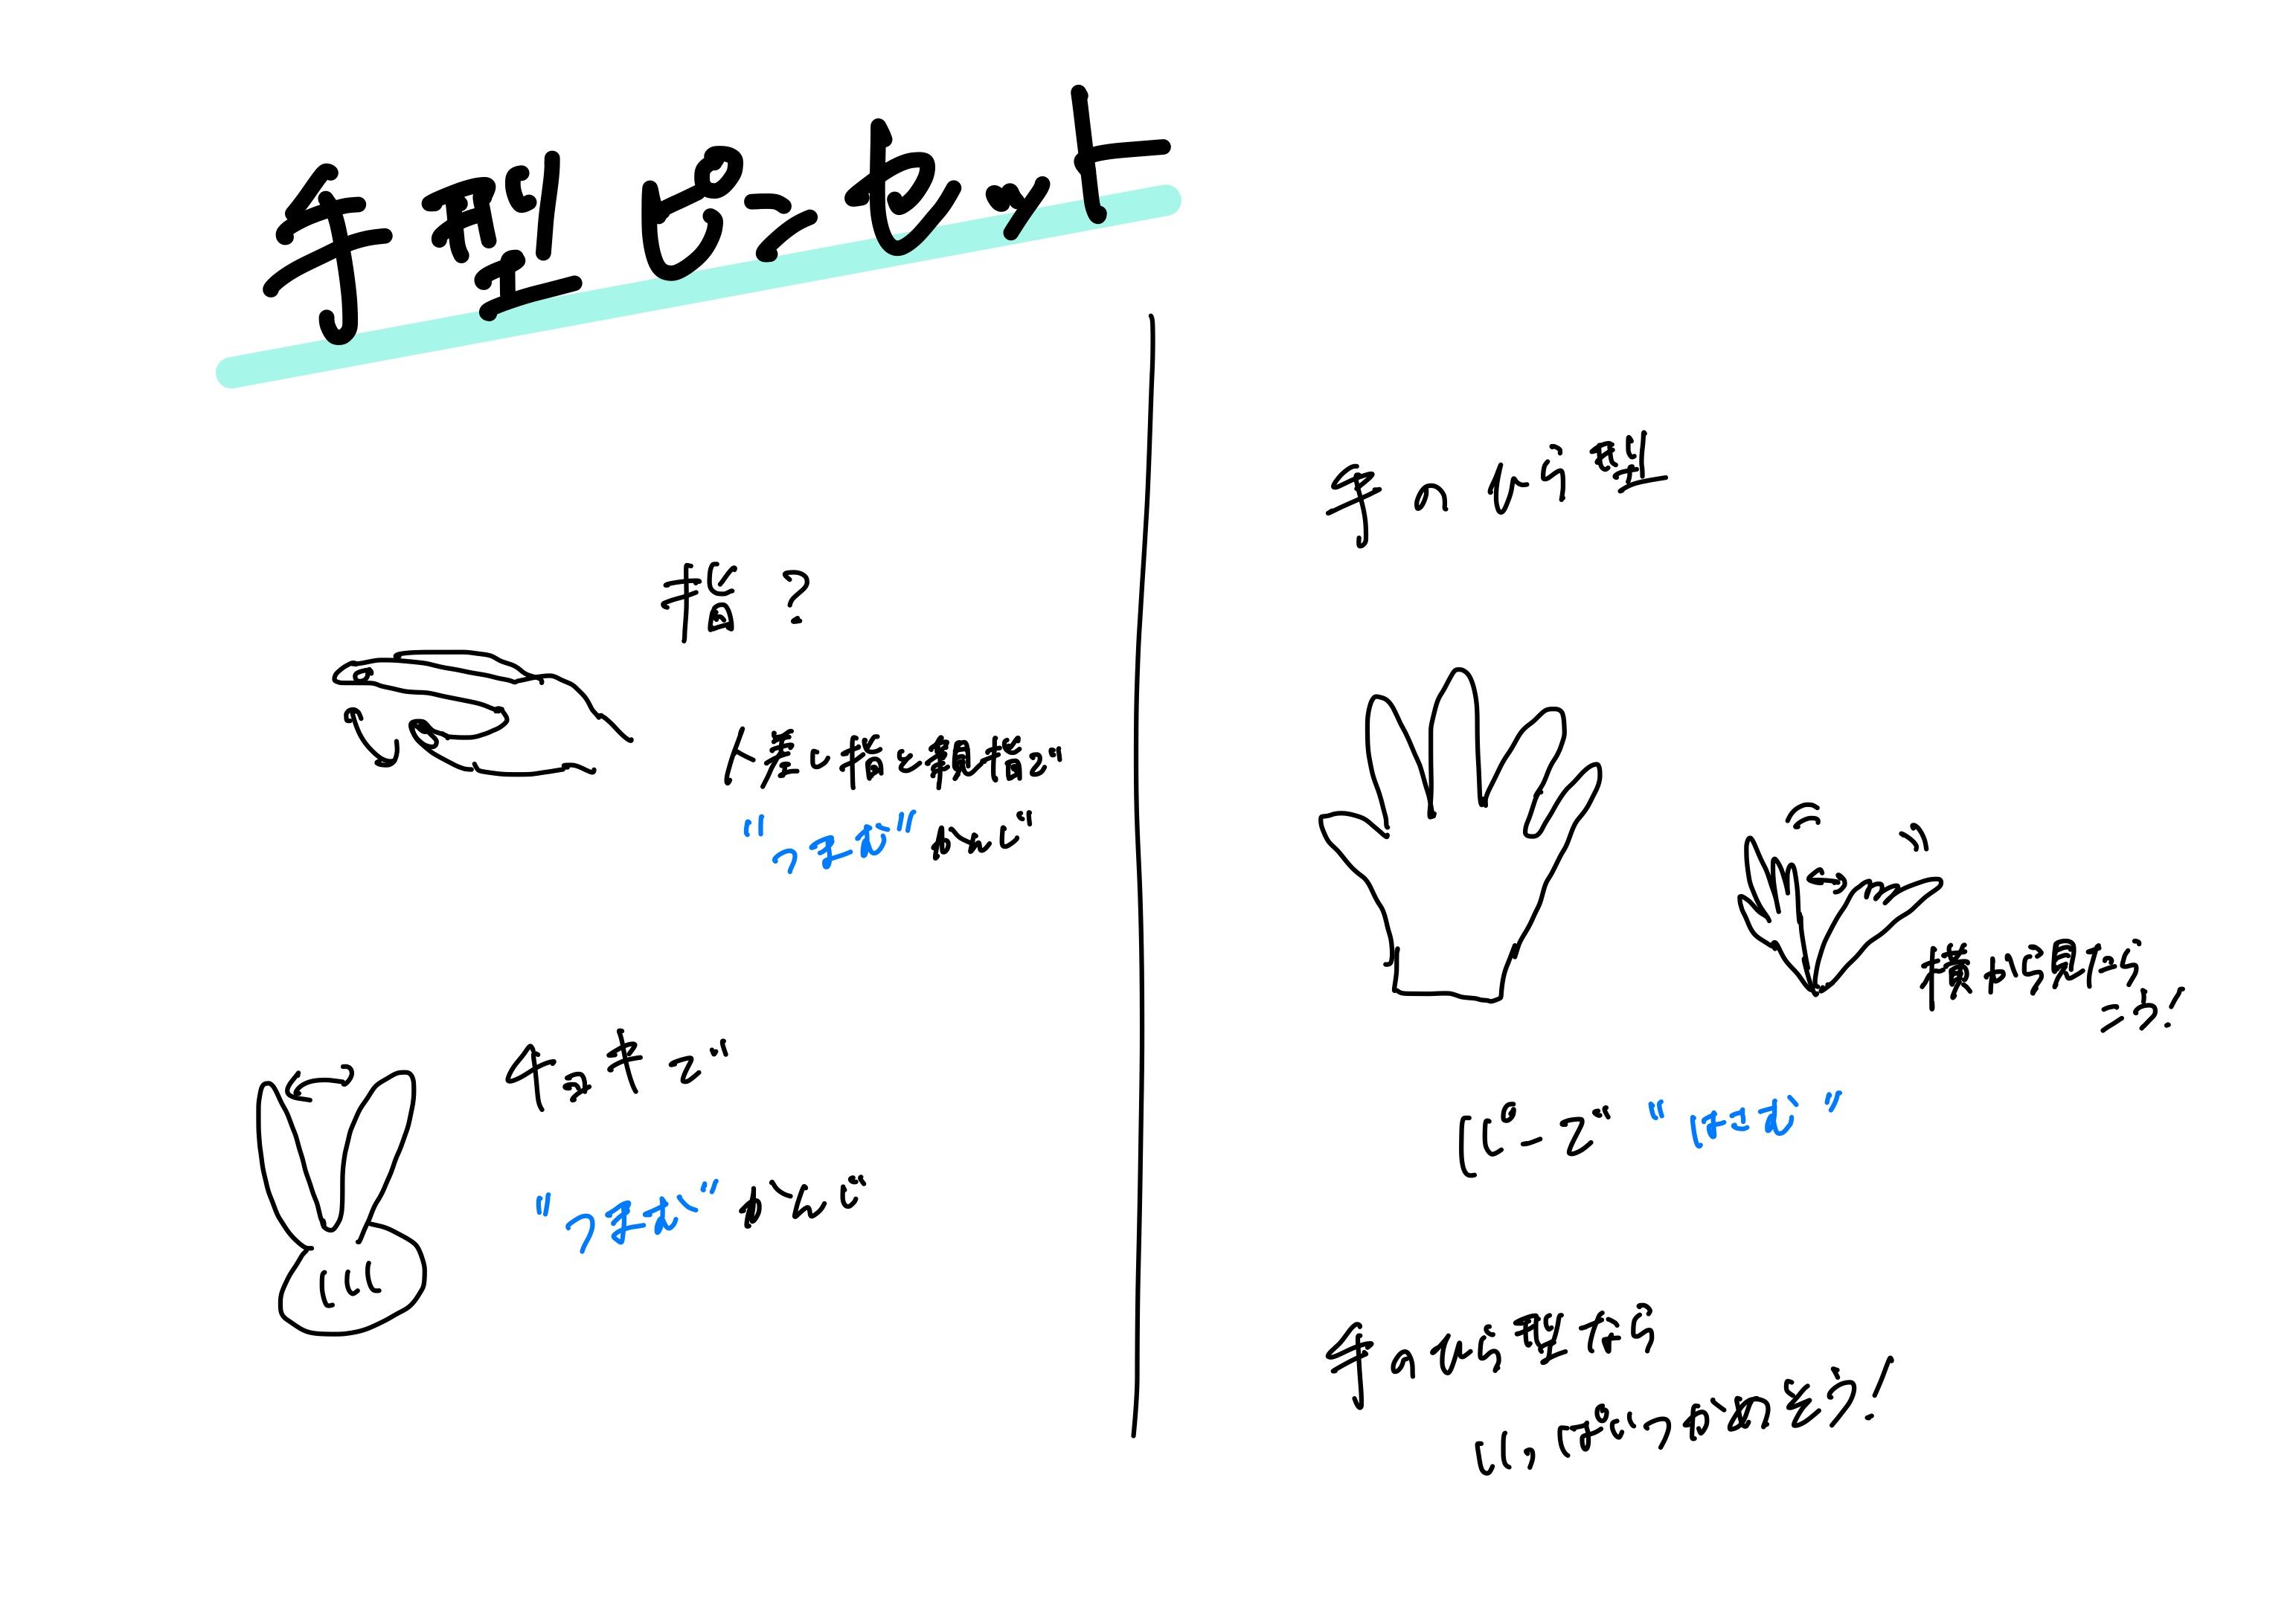 手型ピンセット
指？
人差し指と親指で
"つまむ"かんじ
チョキで
"つまむ"かんじ
手のひら型
横から見たら
こう!
パーで"はさむ"
手のひら型なら
いっぱいつかめそう!